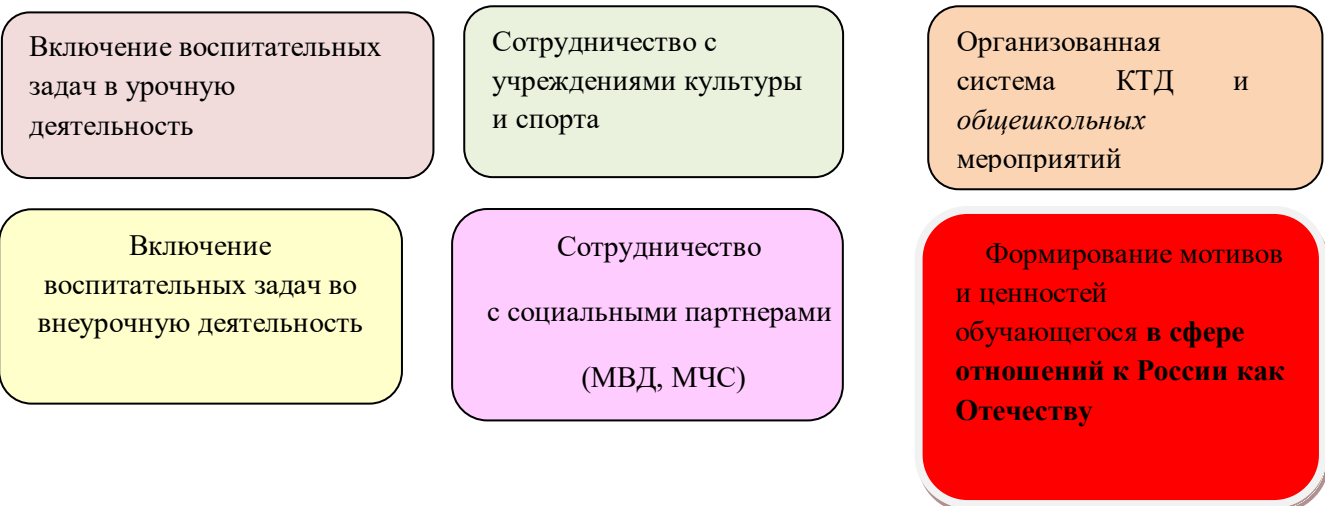 Включение воспитательных
задач в урочную
деятельность
Сотрудничество с
учреждениями культуры
и спорта
Организованная
система КТД и
общешкольных
мероприятий
Включение
воспитательных задач во
внеурочную деятельность
Сотрудничество
с социальными партнерами
(МВД, МЧС)
Формирование мотивов
и ценностей
обучающегося в сфере
отношений к России как
Отечеству